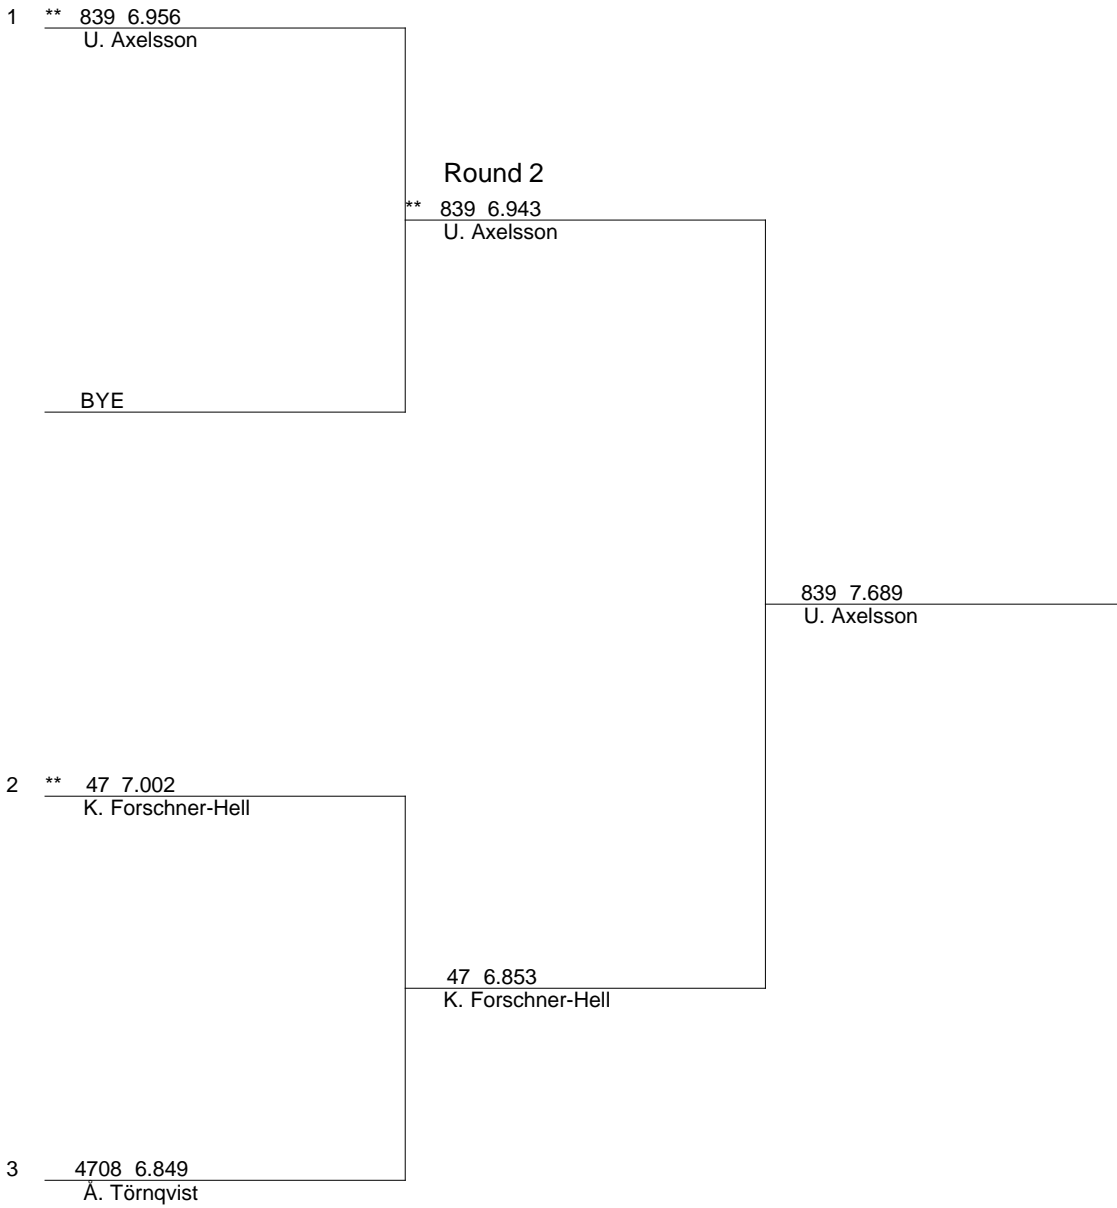 1 ** 839 6.956
U. Axelsson
Round 2
** 839 6.943
U. Axelsson
BYE
839 7.689
U. Axelsson
2 ** 47 7.002
K. Forschner-Hell
47 6.853
K. Forschner-Hell
3 4708 6.849
Å. Törnqvist